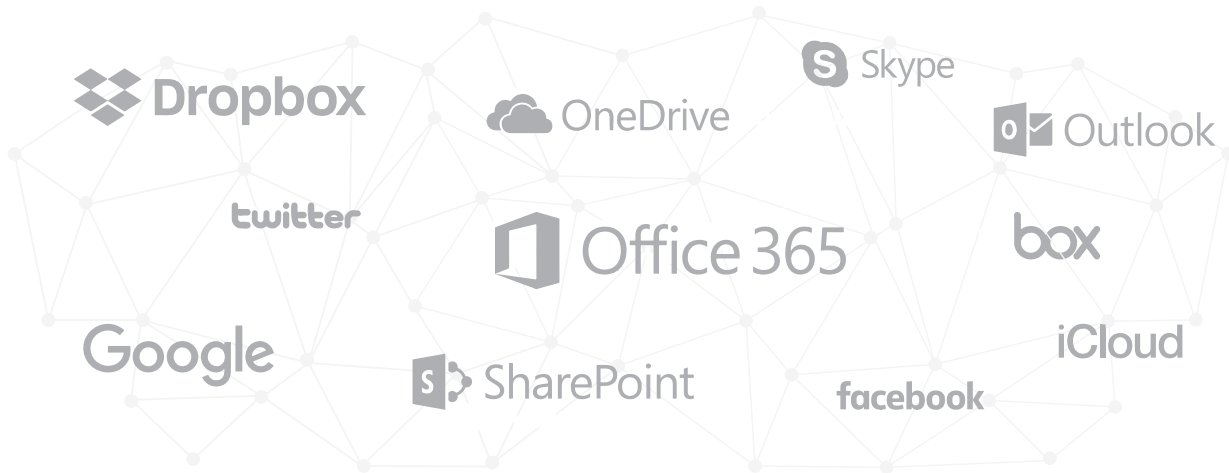 Skype
Dropbox
OneDrive
Outlook
twitter
Office 365
box
Google
iCloud
SharePoint
facebook